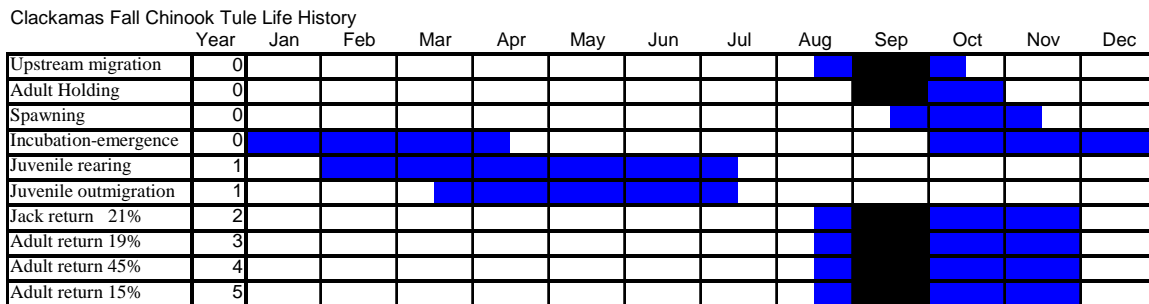 Clackamas Fall Chinook Tule Life History
Year Jan Feb Mar Apr May Jun Jul Aug Sep Oct Nov Dec
Upstream migration 0
Adult Holding 0
Spawning 0
Incubation-emergence 0
Juvenile rearing 1
Juvenile outmigration 1
Jack return 21% 2
Adult return 19% 3
Adult return 45% 4
Adult return 15% 5